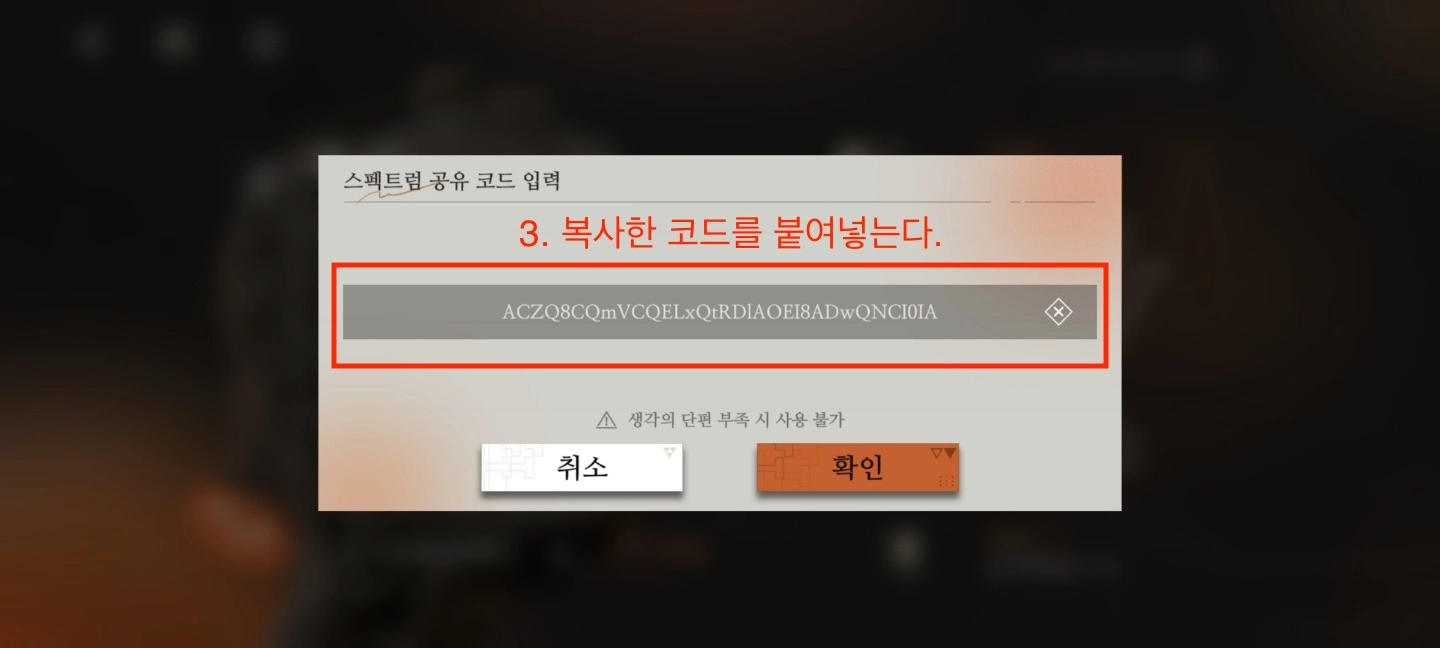 스펙트럼 공유 코드 입력
3. 복사한 코드를 붙여넣는다.
ACZQ8CQmVCQELxQtRDlAOEI8ADwQNCI0IA
생각의 단편 부족 시 사용 불가
취소
확인